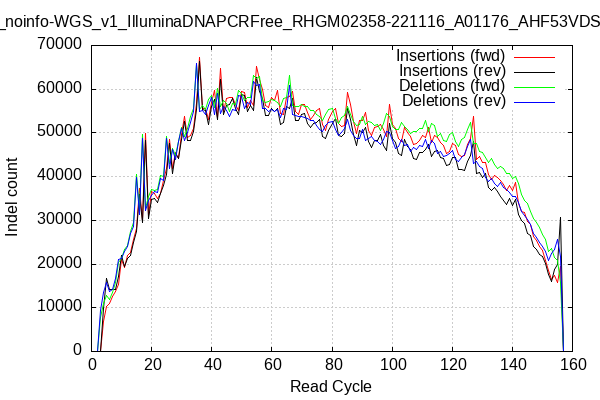 _noinfo-WGS_v1_IlluminaDNAPCRFree_RHGM02358-221116_A01176_AHF53VDS
Insertions (fwd)
Insertions (rev)
Deletions (fwd)
Deletions (rev)
70000
60000
50000
40000
30000
20000
10000
0
Indel count
0 20 40 60 80 100 120 140 160
Read Cycle